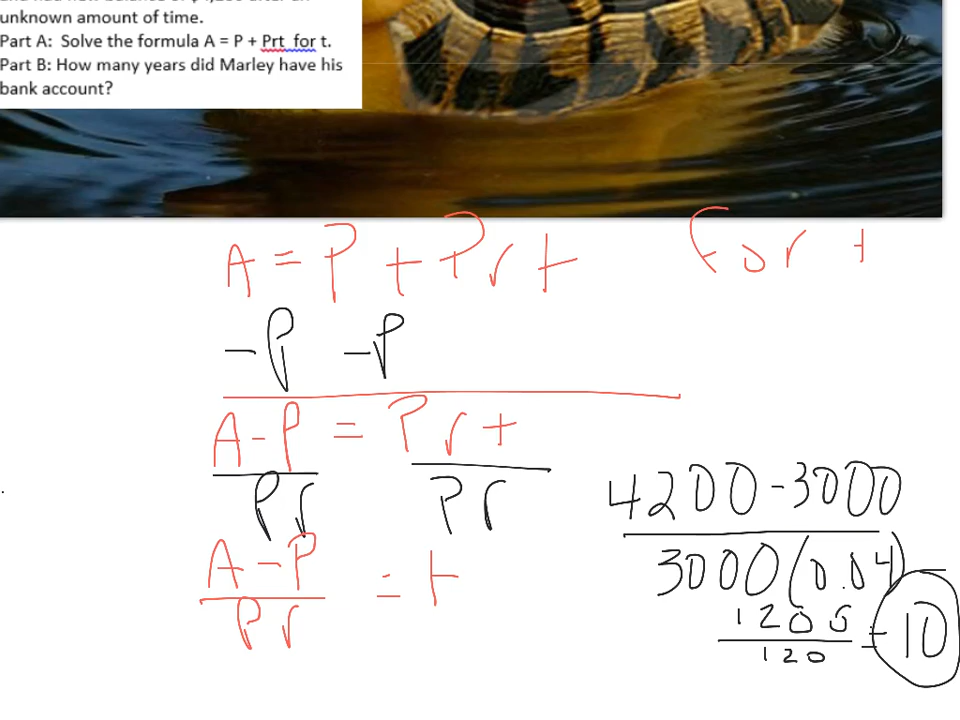 unknown amount of time.
Part A: Solve the formula A = P + Prt for t.
Part B: How many years did Marley have his
bank account?
A = P + Prt for t
-P -P
A-P = Prt
Pr Pr
A-P = t
Pr
4200-3000
3000(0.04)
1200 = 10
120